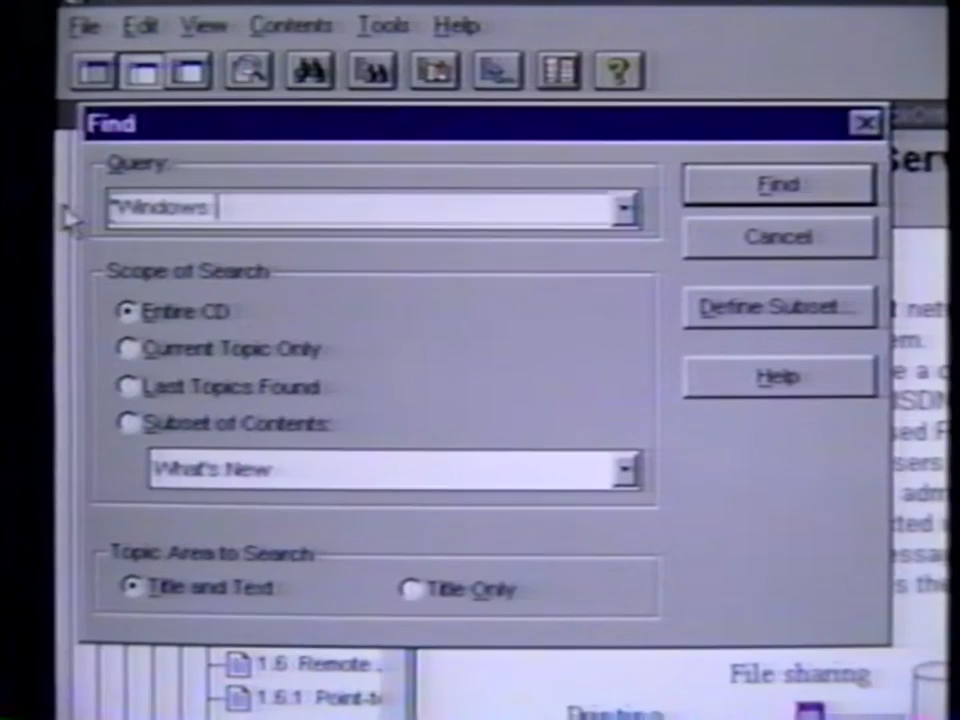 File Edit View Contents Tools Help
Find
Query:
"Windows
Find
Cancel
Scope of Search
Entire CD
Define Subset...
Current Topic Only
Last Topics Found
Help
Subset of Contents:
What's New
Topic Area to Search
Title and Text
Title Only
1.6 Remote
File sharing
1.6.1
Printing